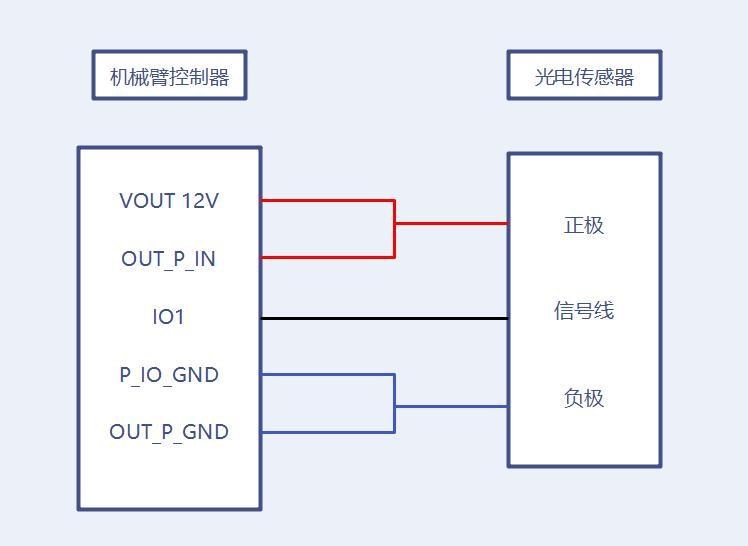 机械臂控制器
光电传感器
VOUT 12V
OUT_P_IN
IO1
P_IO_GND
OUT_P_GND
正极
信号线
负极